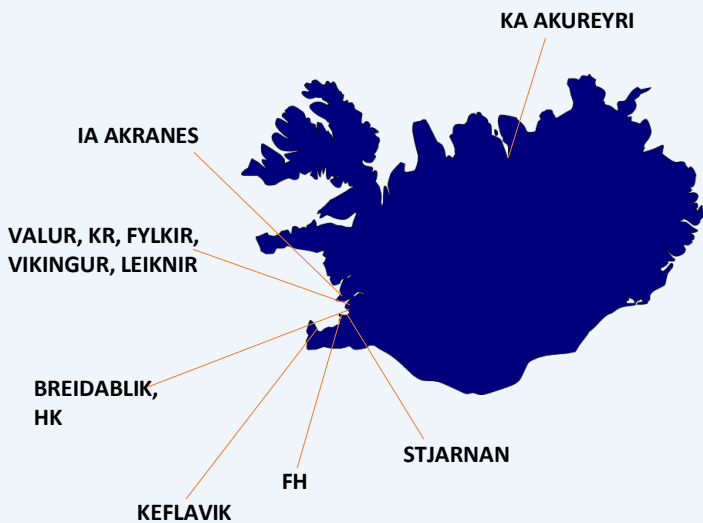 KA AKUREYRI
IA AKRANES
VALUR, KR, FYLKIR,
VIKINGUR, LEIKNIR
BREIDABLIK,
HK
STJARNAN
FH
KEFLAVIK